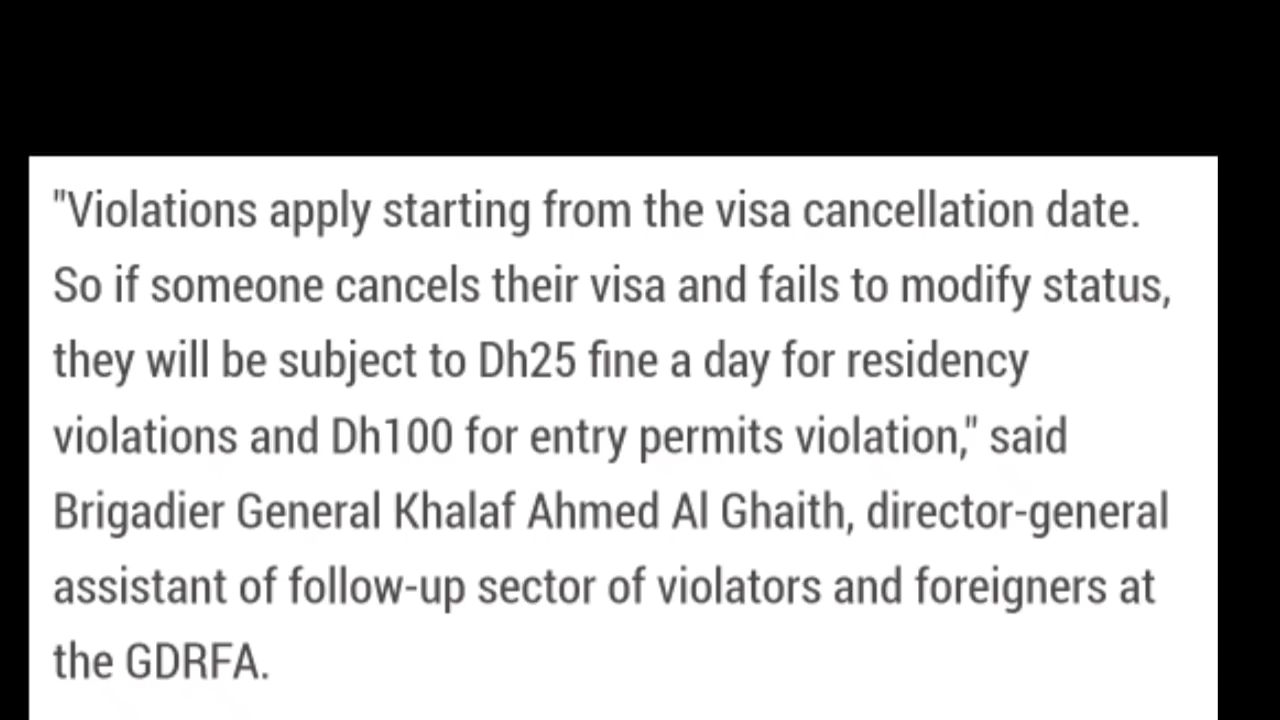 "Violations apply starting from the visa cancellation date.
So if someone cancels their visa and fails to modify status,
they will be subject to Dh25 fine a day for residency
violations and Dh100 for entry permits violation," said
Brigadier General Khalaf Ahmed Al Ghaith, director-general
assistant of follow-up sector of violators and foreigners at
the GDRFA.